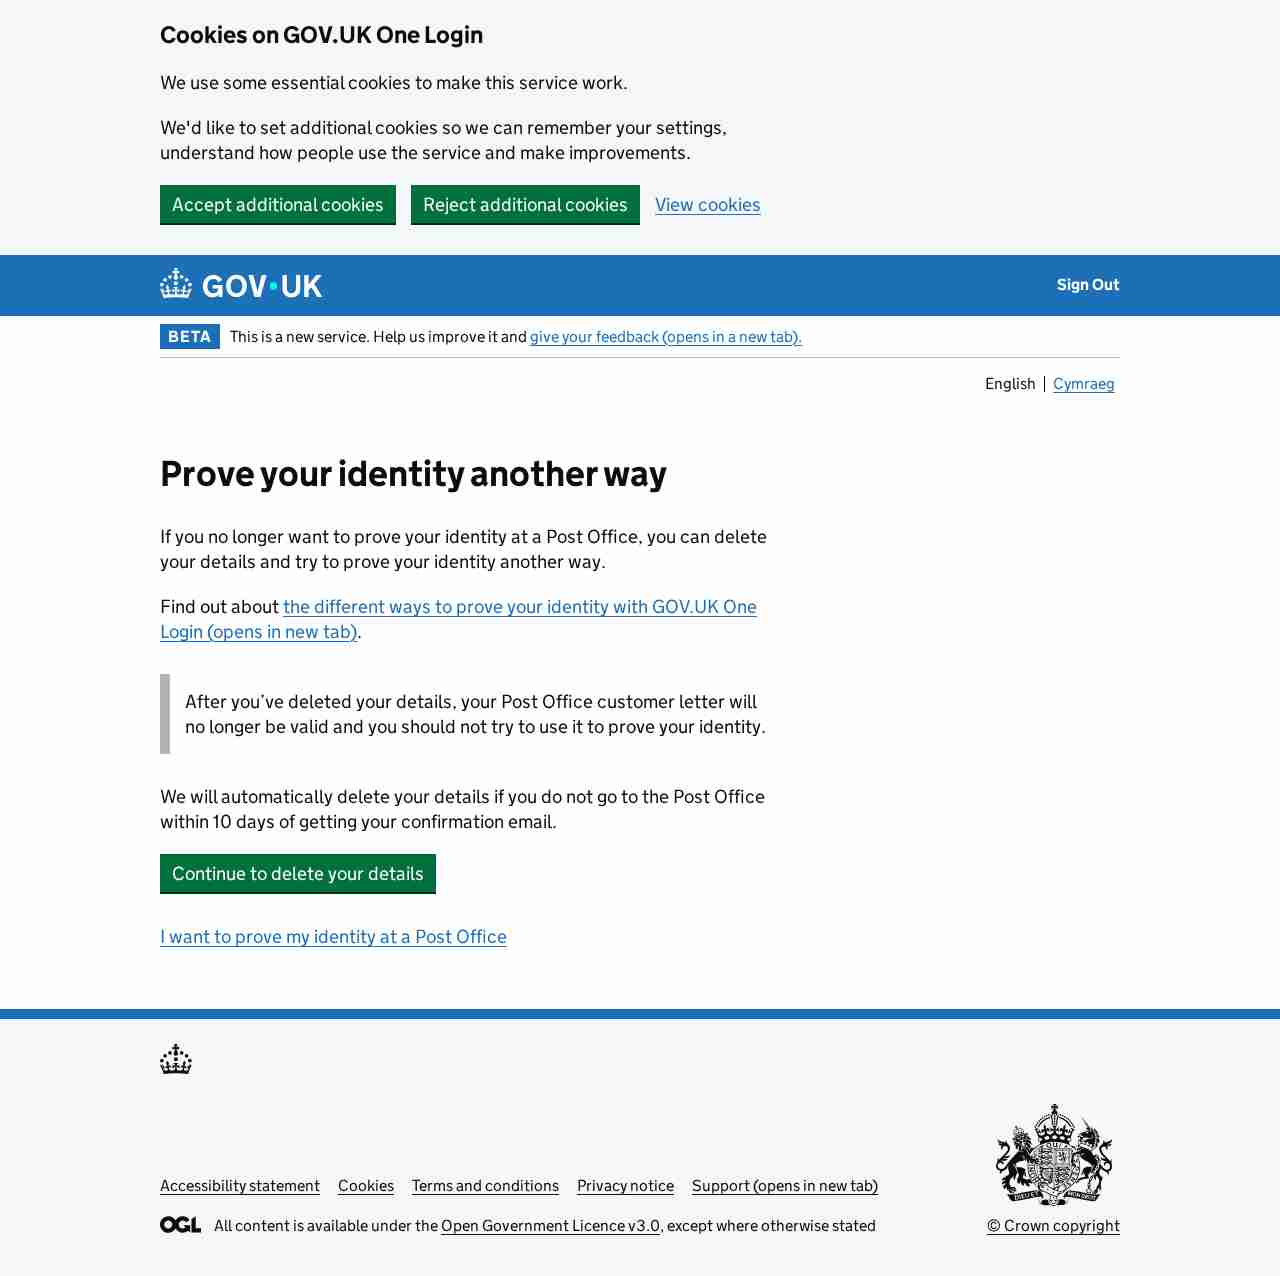 Cookies on GOV.UK One Login
We use some essential cookies to make this service work.
We'd like to set additional cookies so we can remember your settings,
understand how people use the service and make improvements.
Accept additional cookies Reject additional cookies View cookies
GOV·UK Sign Out
BETA This is a new service. Help us improve it and give your feedback (opens in a new tab).
English Cymraeg
Prove your identity another way
If you no longer want to prove your identity at a Post Office, you can delete
your details and try to prove your identity another way.
Find out about the different ways to prove your identity with GOV.UK One
Login (opens in new tab).
After you’ve deleted your details, your Post Office customer letter will
no longer be valid and you should not try to use it to prove your identity.
We will automatically delete your details if you do not go to the Post Office
within 10 days of getting your confirmation email.
Continue to delete your details
I want to prove my identity at a Post Office
Accessibility statement Cookies Terms and conditions Privacy notice Support (opens in new tab)
OGL All content is available under the Open Government Licence v3.0, except where otherwise stated
© Crown copyright